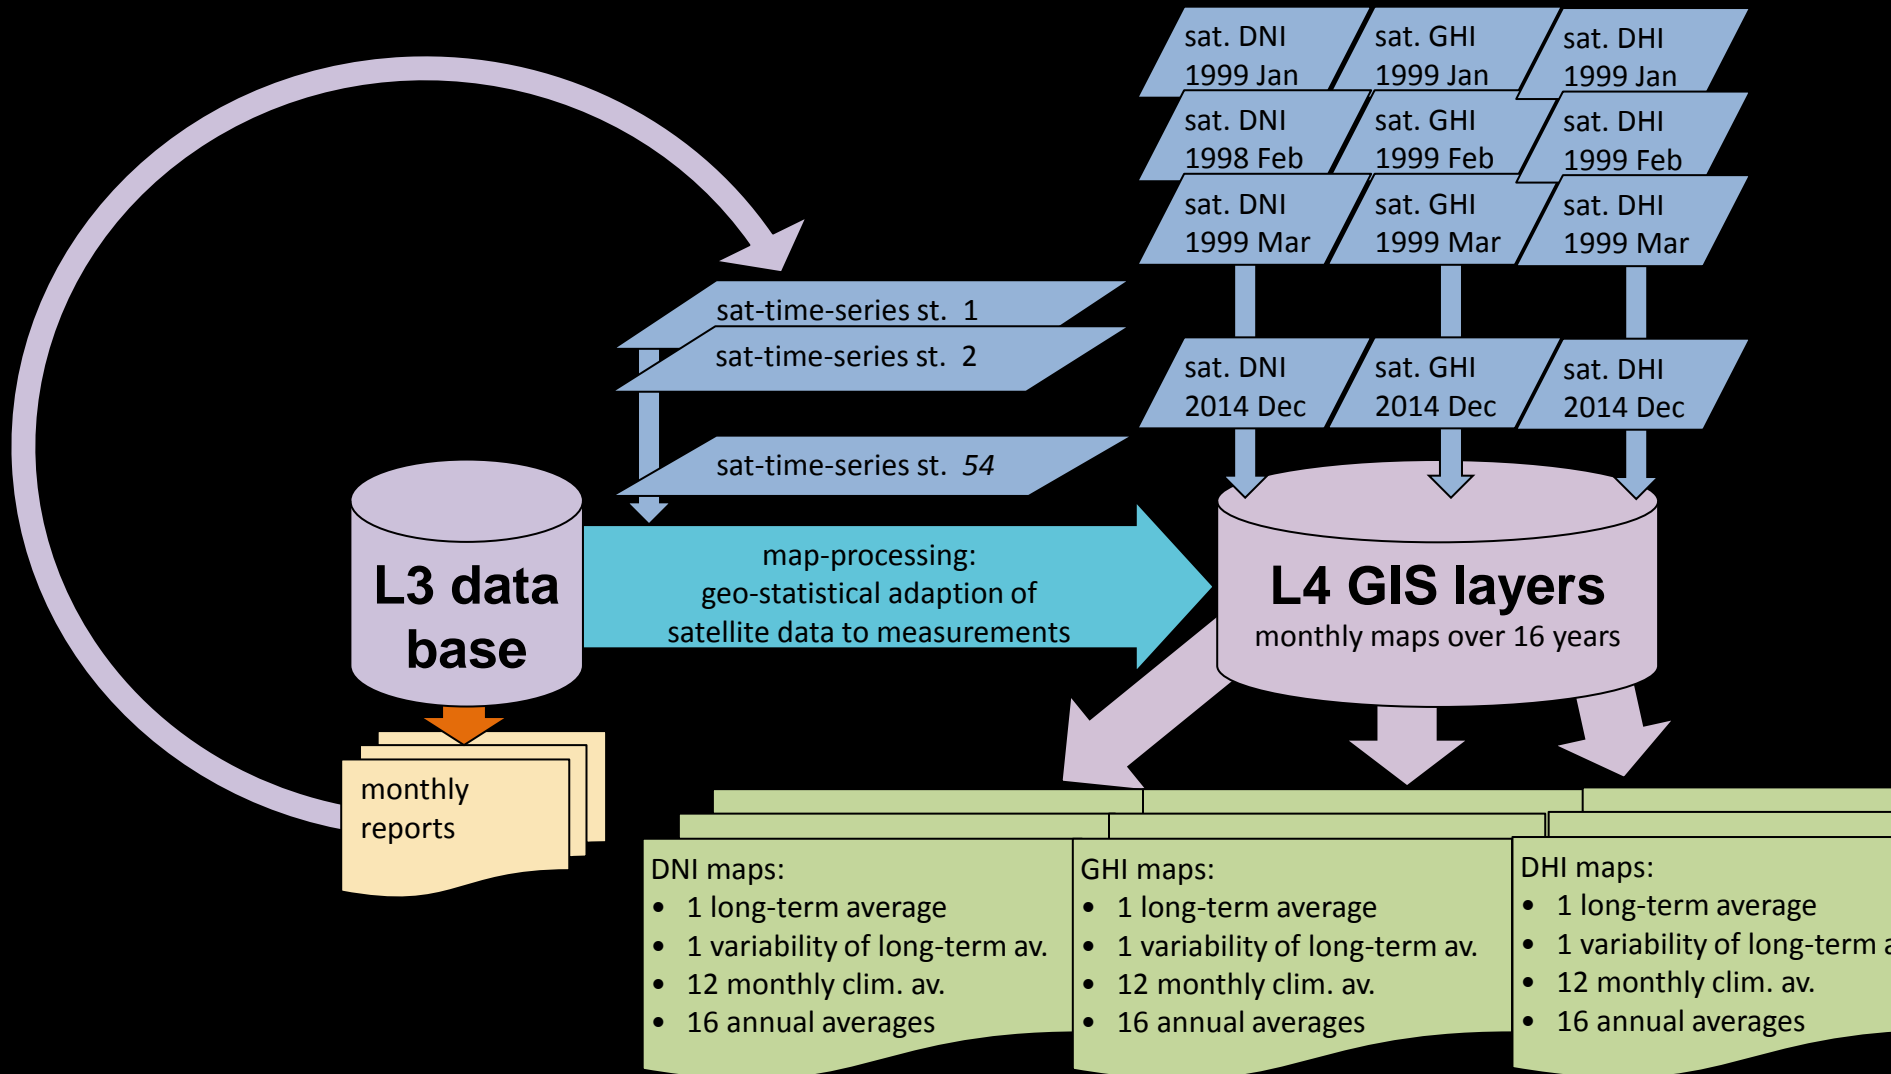 sat. DNI
1999 Jan
sat. GHI
1999 Jan
sat. DHI
1999 Jan
sat. DNI
1998 Feb
sat. GHI
1999 Feb
sat. DHI
1999 Feb
sat. DNI
1999 Mar
sat. GHI
1999 Mar
sat. DHI
1999 Mar
sat-time-series st. 1
sat-time-series st. 2
sat-time-series st. 54
sat. DNI
2014 Dec
sat. GHI
2014 Dec
sat. DHI
2014 Dec
L3 data
base
map-processing:
geo-statistical adaption of
satellite data to measurements
L4 GIS layers
monthly maps over 16 years
monthly
reports
DNI maps:
• 1 long-term average
• 1 variability of long-term av.
• 12 monthly clim. av.
• 16 annual averages
GHI maps:
• 1 long-term average
• 1 variability of long-term av.
• 12 monthly clim. av.
• 16 annual averages
DHI maps:
• 1 long-term average
• 1 variability of long-term
• 12 monthly clim. av.
• 16 annual averages